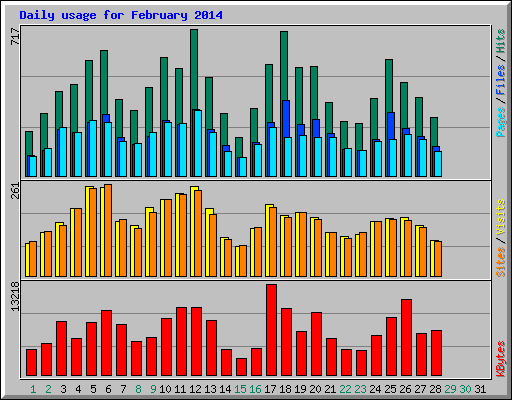 Daily usage for February 2014
717
Pages / Files / Hits
261
Sites / Visits
13218
KBytes
1 2 3 4 5 6 7 8 9 10 11 12 13 14 15 16 17 18 19 20 21 22 23 24 25 26 27 28 29 30 31